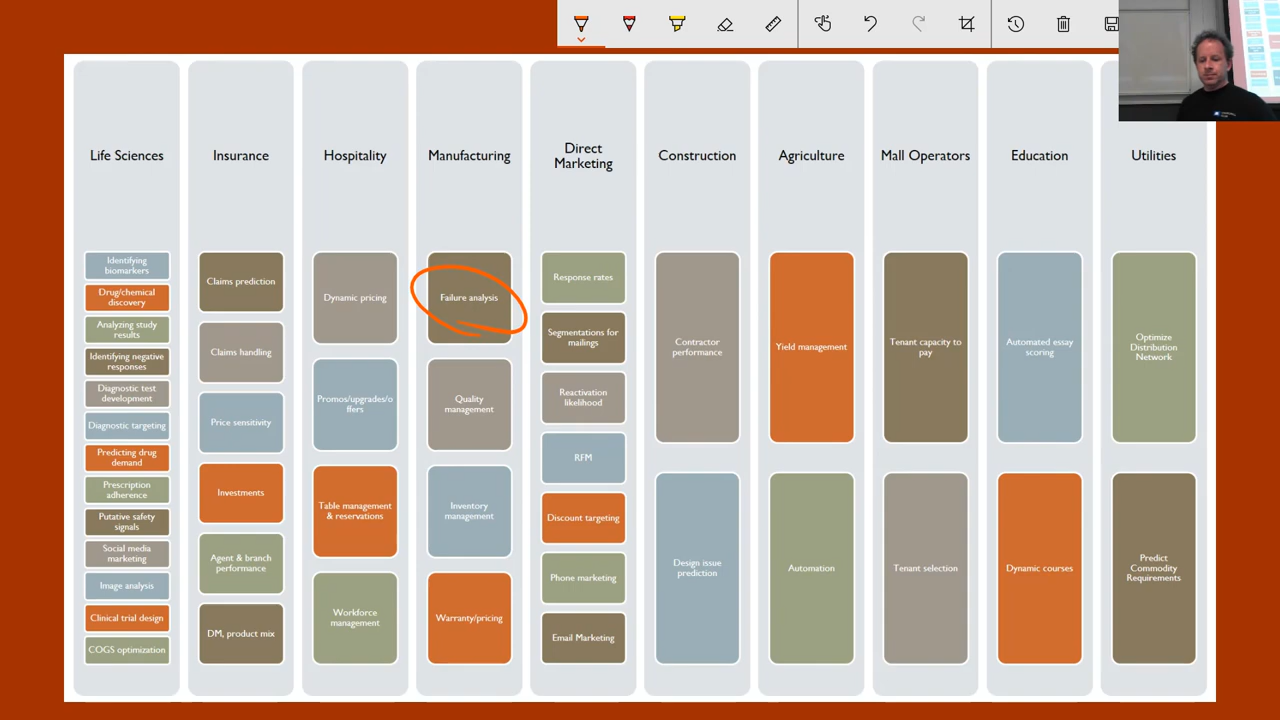 Life Sciences
Identifying
biomarkers
Drug/chemical
discovery
Analyzing study
results
Identifying negative
responses
Diagnostic test
development
Diagnostic targeting
Predicting drug
demand
Prescription
adherence
Putative safety
signals
Social media
marketing
Image analysis
Clinical trial design
COGS optimization
Insurance
Claims prediction
Claims handling
Price sensitivity
Investments
Agent & branch
performance
DM, product mix
Hospitality
Dynamic pricing
Promos/upgrades/o
ffers
Table management
& reservations
Workforce
management
Manufacturing
Failure analysis
Quality
management
Inventory
management
Warranty/pricing
Direct
Marketing
Response rates
Segmentations for
mailings
Reactivation
likelihood
RFM
Discount targeting
Phone marketing
Email Marketing
Construction
Contractor
performance
Design issue
prediction
Agriculture
Yield management
Automation
Mall Operators
Tenant capacity to
pay
Tenant selection
Education
Automated essay
scoring
Dynamic courses
Utilities
Optimize
Distribution
Network
Predict
Commodity
Requirements